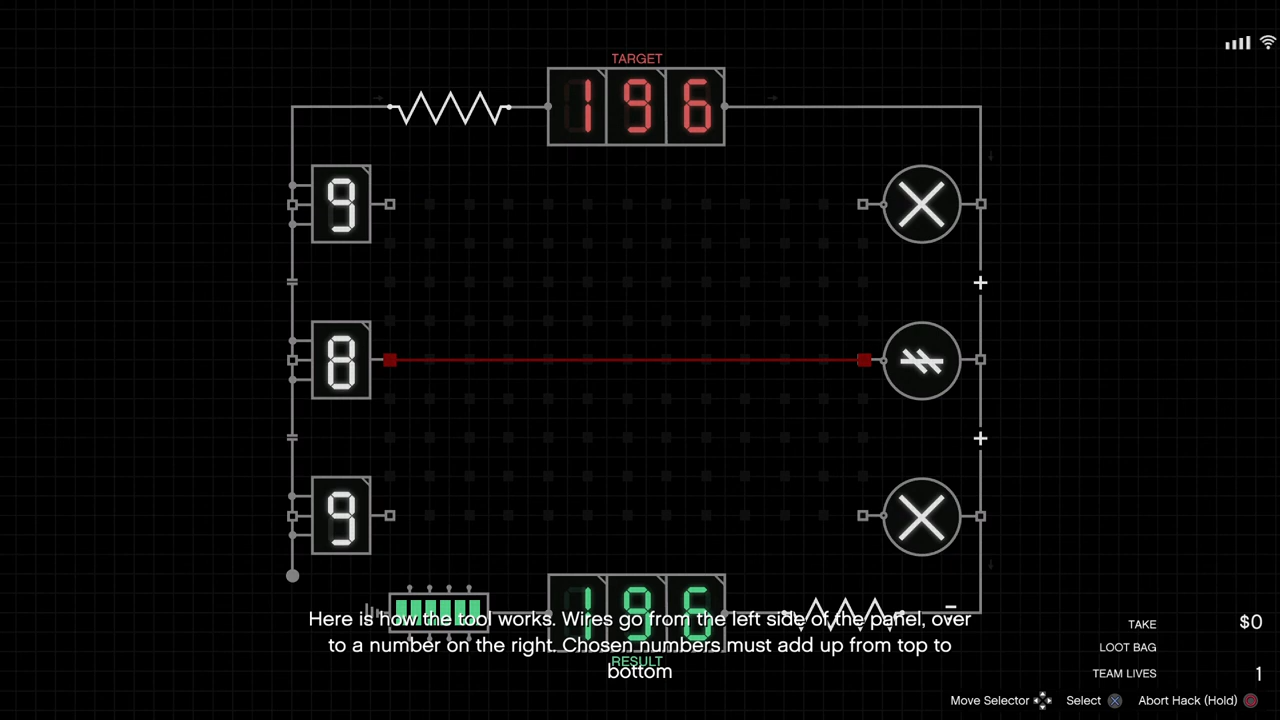 TARGET
196
9
+
8
+
9
196
Here is how the tool works. Wires go from the left side of the panel, over
to a number on the right. Chosen numbers must add up from top to
bottom
RESULT
TAKE $0
LOOT BAG
TEAM LIVES 1
Move Selector Select Abort Hack (Hold)